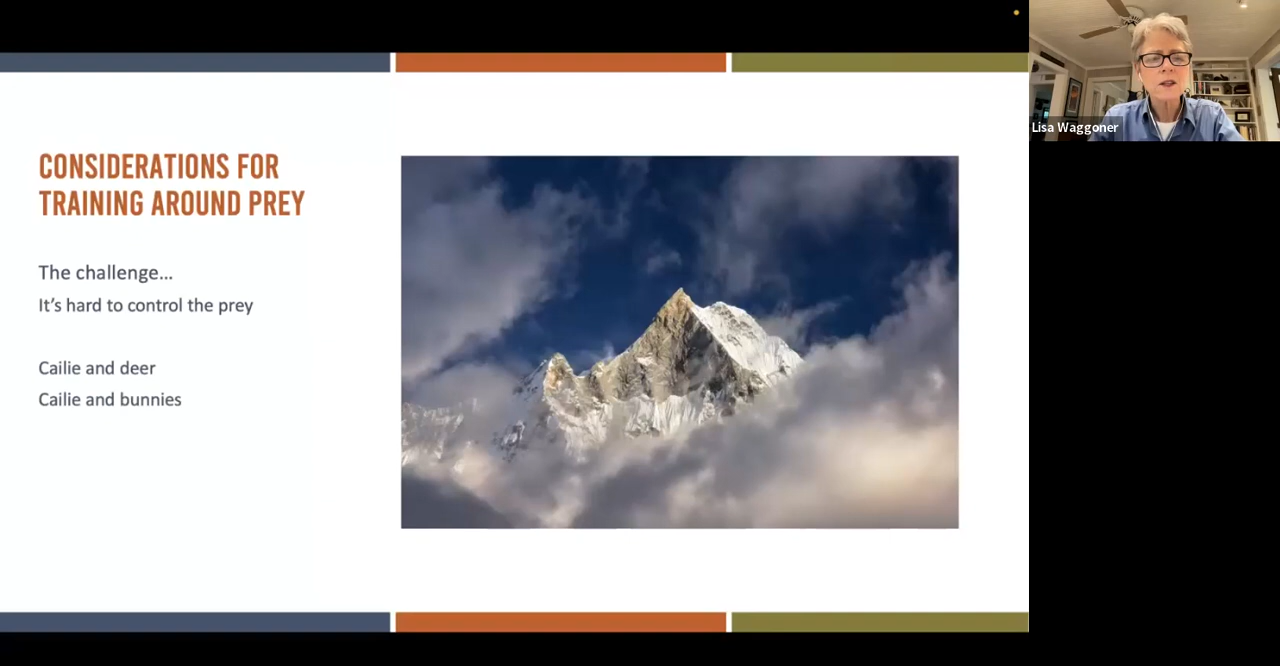 CONSIDERATIONS FOR
TRAINING AROUND PREY
The challenge...
It's hard to control the prey
Cailie and deer
Cailie and bunnies
Lisa Waggoner